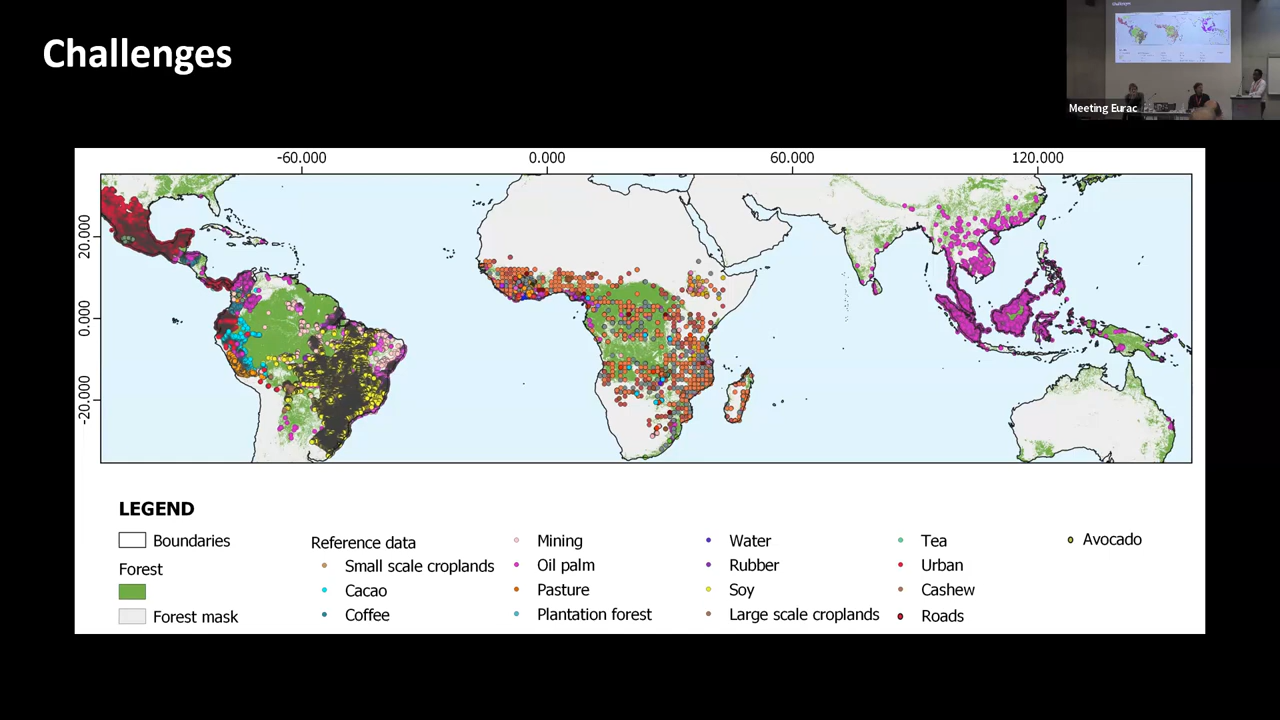 Challenges
Meeting Eurac
-60.000 0.000 60.000 120.000
20.000
0.000
-20.000
LEGEND
Boundaries
Forest
Forest mask
Reference data
Small scale croplands
Cacao
Coffee
Mining
Oil palm
Pasture
Plantation forest
Water
Rubber
Soy
Large scale croplands
Tea
Urban
Cashew
Roads
Avocado